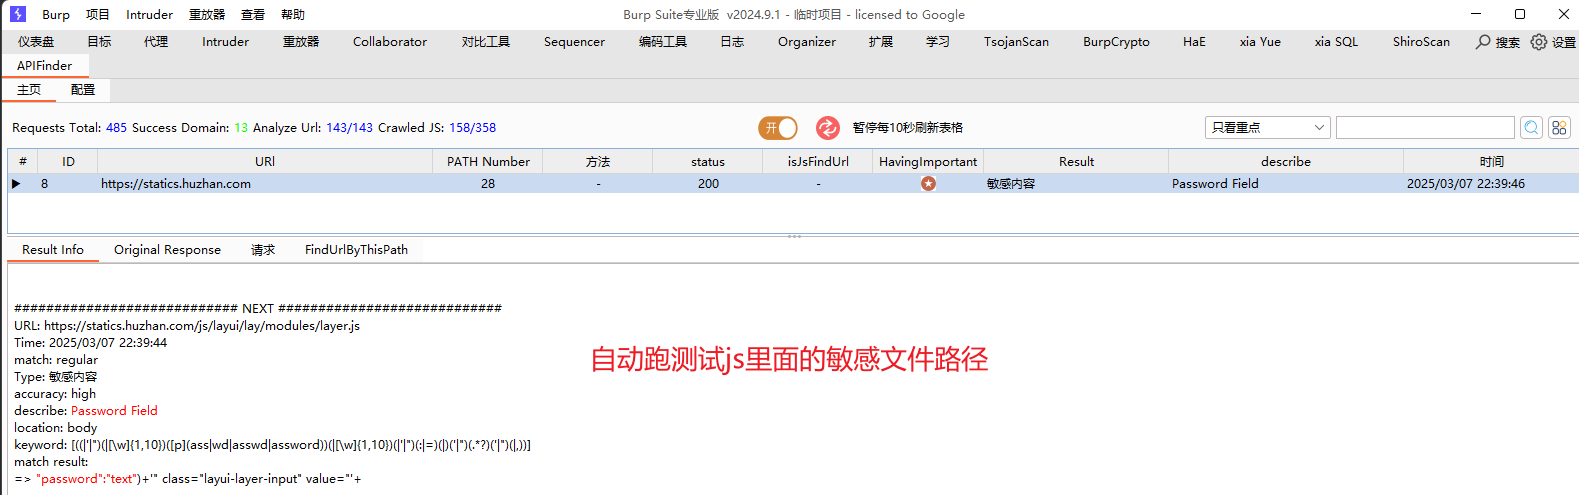 Burp 项目 Intruder 重放器 查看 帮助 Burp Suite专业版 v2024.9.1 - 临时项目 - licensed to Google
仪表盘 目标 代理 Intruder 重放器 Collaborator 对比工具 Sequencer 编码工具 日志 Organizer 扩展 学习 TsojanScan BurpCrypto HaE xia Yue xia SQL ShiroScan 搜索 设置
APIFinder
主页 配置
Requests Total: 485 Success Domain: 13 Analyze Url: 143/143 Crawled JS: 158/358 开 暂停每10秒刷新表格 只看重点
# ID URl PATH Number 方法 status isJsFindUrl HavingImportant Result describe 时间
8 https://statics.huzhan.com 28 - 200 - 敏感内容 Password Field 2025/03/07 22:39:46
Result Info Original Response 请求 FindUrlByThisPath
############################ NEXT ############################
URL: https://statics.huzhan.com/js/layui/lay/modules/layer.js
Time: 2025/03/07 22:39:44
match: regular
Type: 敏感内容
accuracy: high
describe: Password Field
location: body
keyword: [((|'|")(|[\w]{1,10})([p](ass|wd|asswd|assword))(|[\w]{1,10})(|'|")(:|=)(|)('|")(.*?)('|")(|,))]
match result:
=> "password":"text")+'" class="layui-layer-input" value="'+
自动跑测试js里面的敏感文件路径